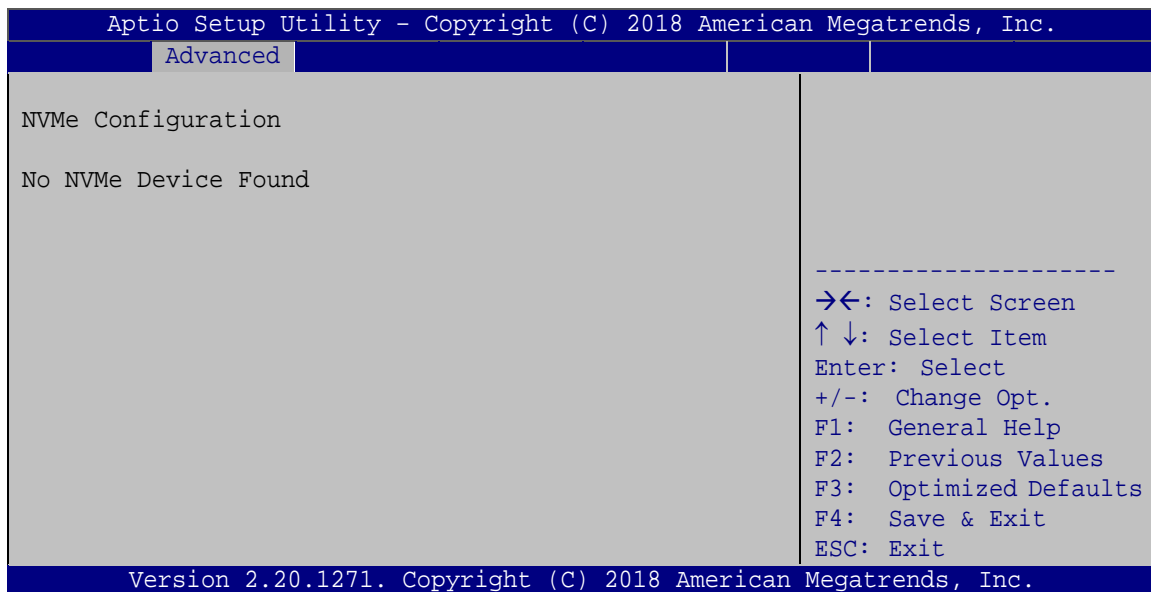 Aptio Setup Utility – Copyright (C) 2018 American Megatrends, Inc.
Advanced
NVMe Configuration
No NVMe Device Found
---------------------
→←: Select Screen
↑ ↓: Select Item
Enter: Select
+/-: Change Opt.
F1: General Help
F2: Previous Values
F3: Optimized Defaults
F4: Save & Exit
ESC: Exit
Version 2.20.1271. Copyright (C) 2018 American Megatrends, Inc.